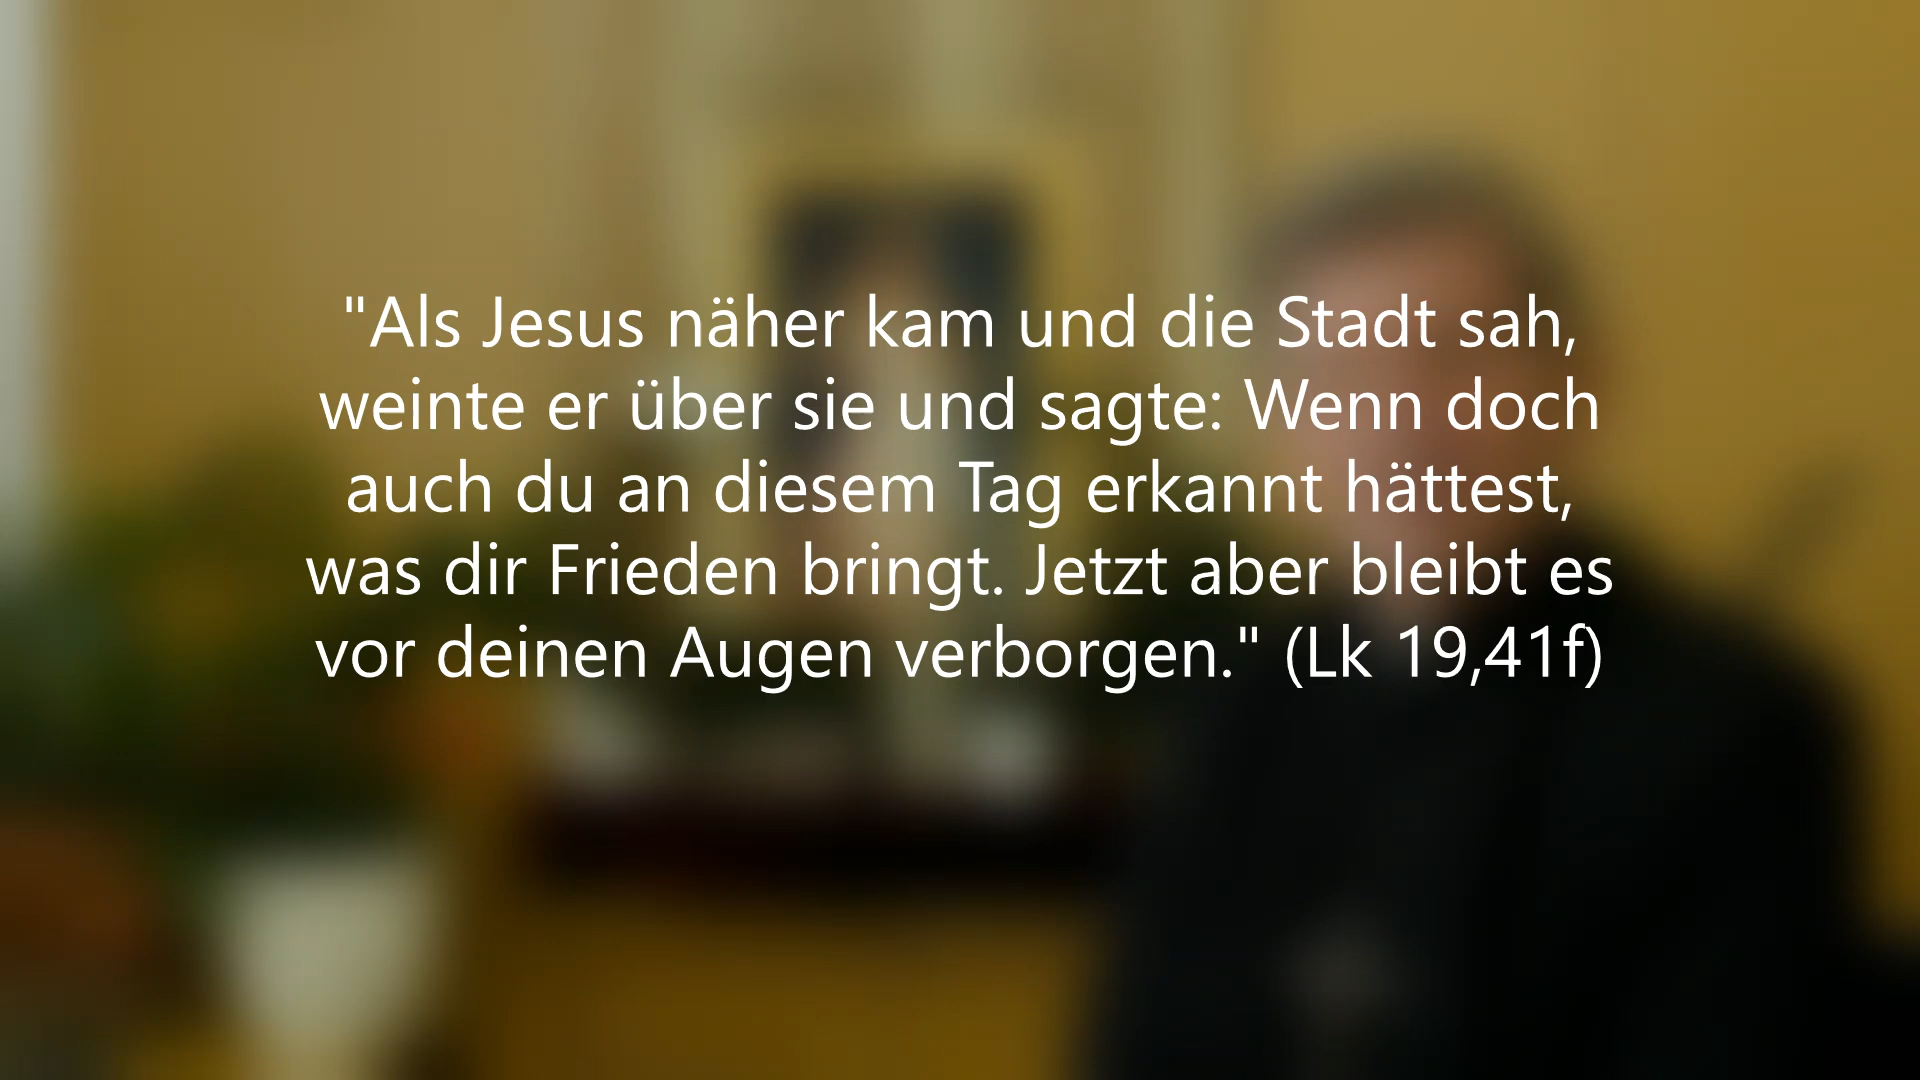 "Als Jesus näher kam und die Stadt sah,
weinte er über sie und sagte: Wenn doch
auch du an diesem Tag erkannt hättest,
was dir Frieden bringt. Jetzt aber bleibt es
vor deinen Augen verborgen." (Lk 19,41f)